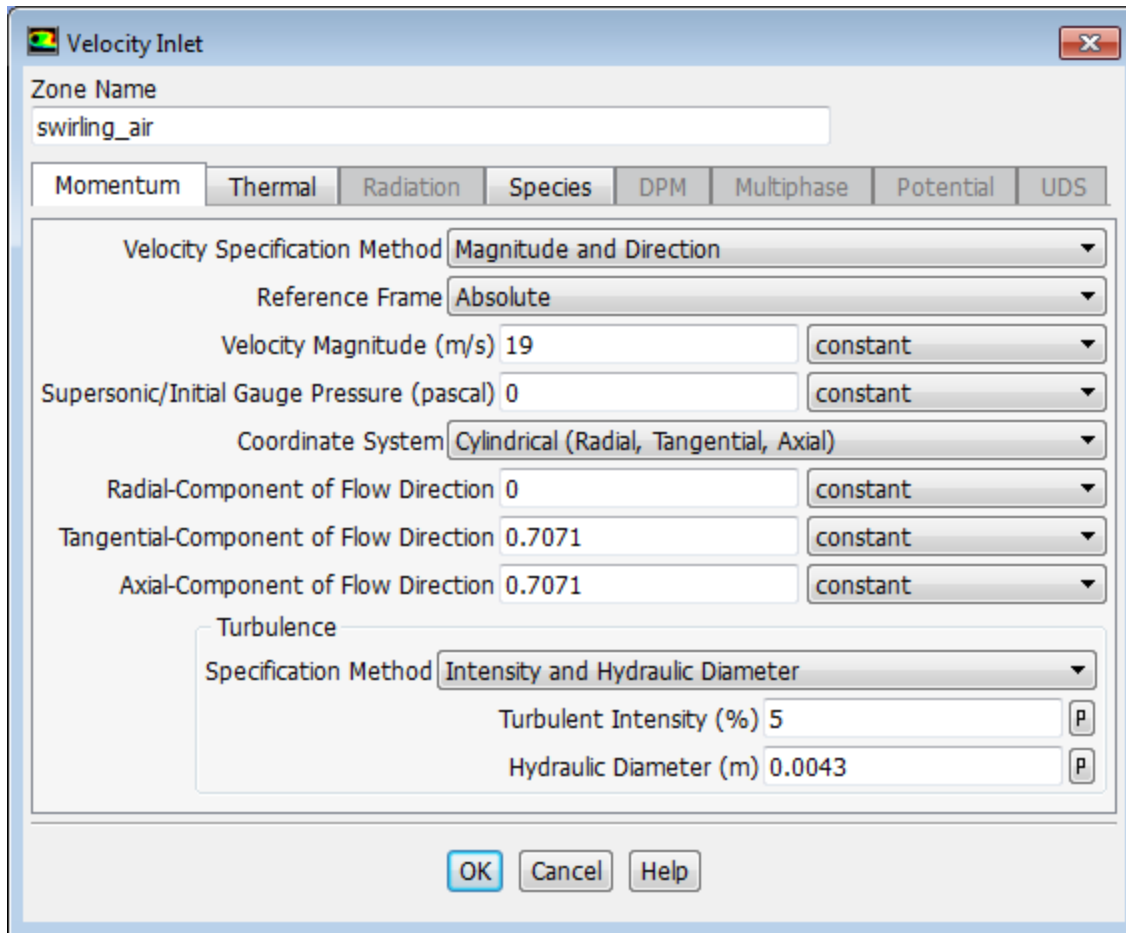 Velocity Inlet
Zone Name
swirling_air
Momentum Thermal Radiation Species DPM Multiphase Potential UDS
Velocity Specification Method Magnitude and Direction
Reference Frame Absolute
Velocity Magnitude (m/s) 19 constant
Supersonic/Initial Gauge Pressure (pascal) 0 constant
Coordinate System Cylindrical (Radial, Tangential, Axial)
Radial-Component of Flow Direction 0 constant
Tangential-Component of Flow Direction 0.7071 constant
Axial-Component of Flow Direction 0.7071 constant
Turbulence
Specification Method Intensity and Hydraulic Diameter
Turbulent Intensity (%) 5 P
Hydraulic Diameter (m) 0.0043 P
OK Cancel Help